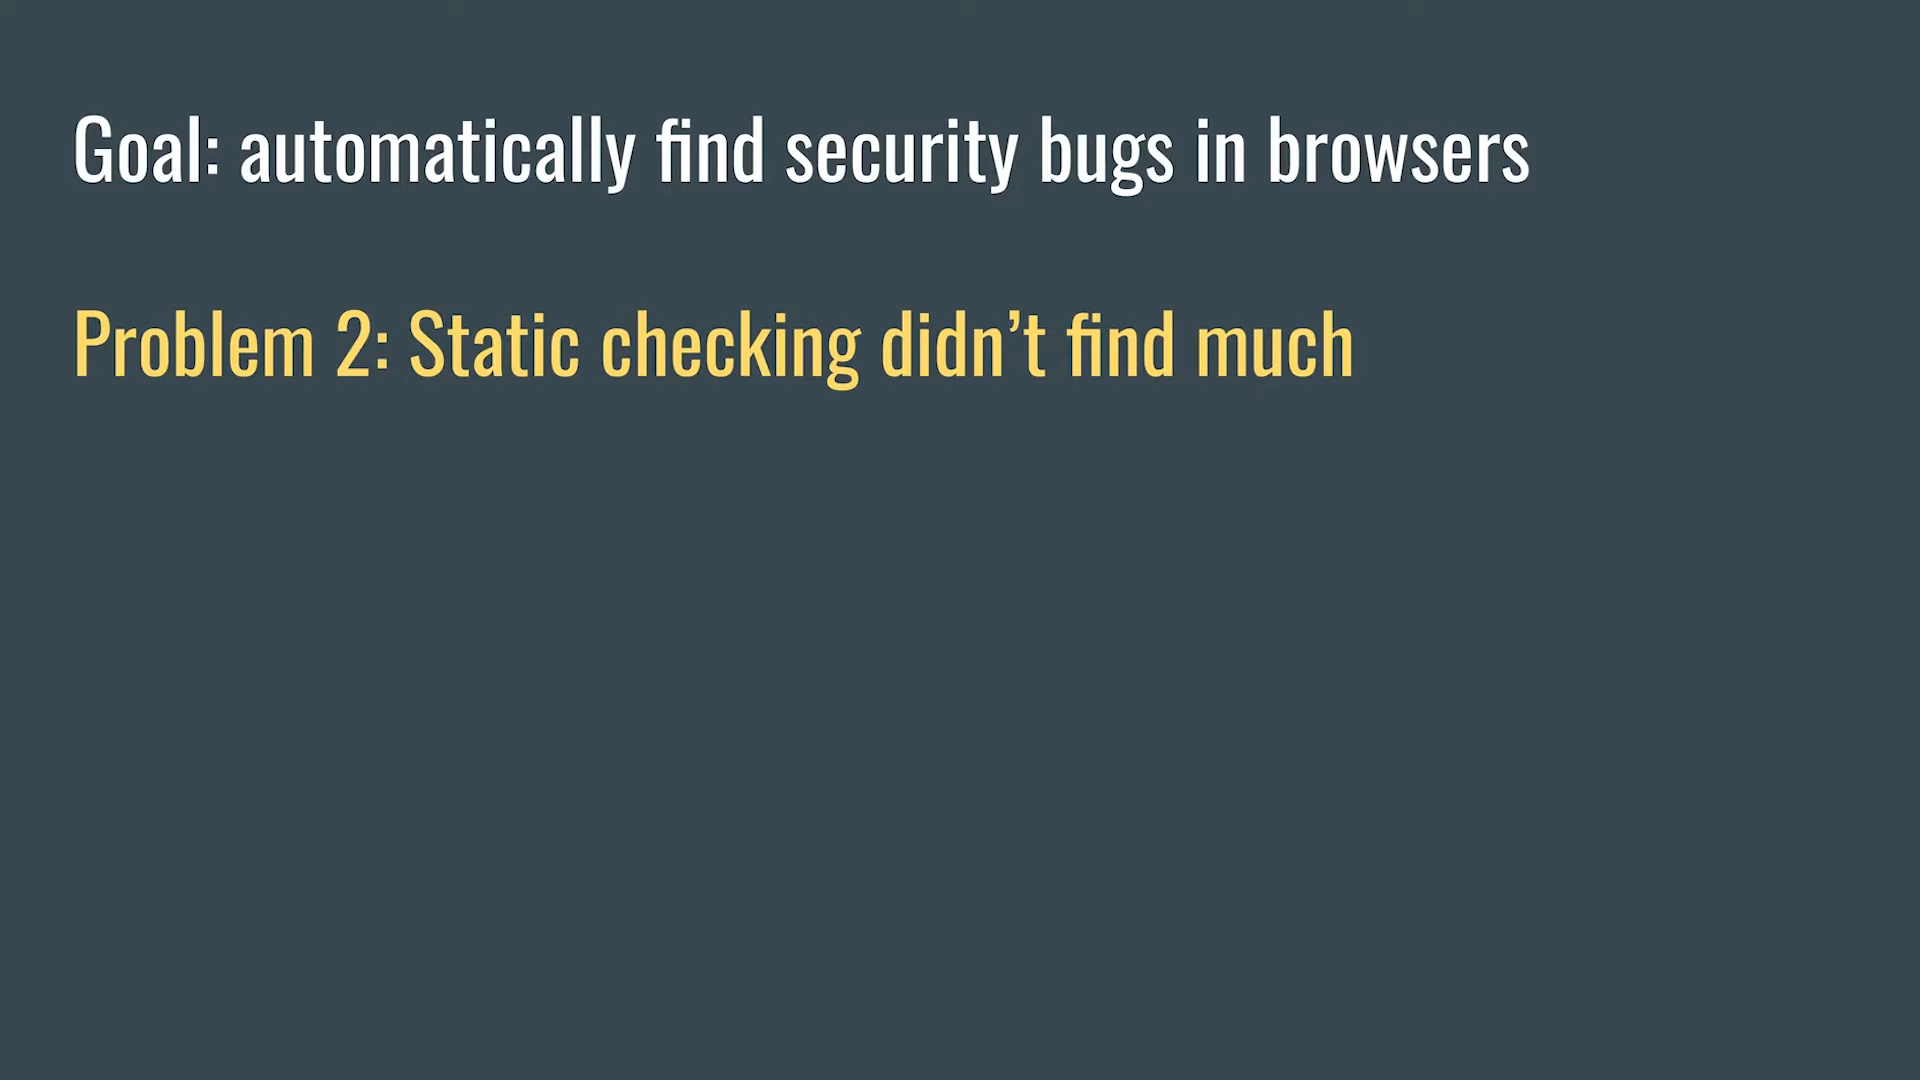 Goal: automatically find security bugs in browsers
Problem 2: Static checking didn’t find much